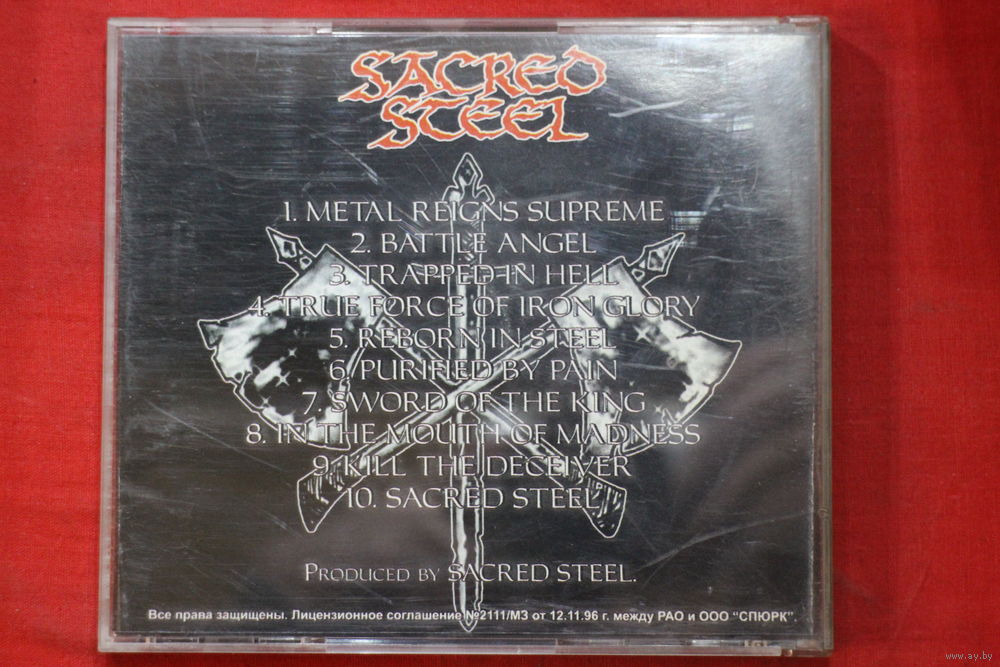 SACRED
STEEL
1. METAL REIGNS SUPREME
2. BATTLE ANGEL
3. TRAPPED IN HELL
4. TRUE FORCE OF IRON GLORY
5. REBORN IN STEEL
6. PURIFIED BY PAIN
7. SWORD OF THE KING
8. IN THE MOUTH OF MADNESS
9. KILL THE DECEIVER
10. SACRED STEEL
PRODUCED BY SACRED STEEL.
Все права защищены. Лицензионное соглашение №2111/МЗ от 12.11.96 г. между РАО и ООО “СПЮРК”.
www.ay.by